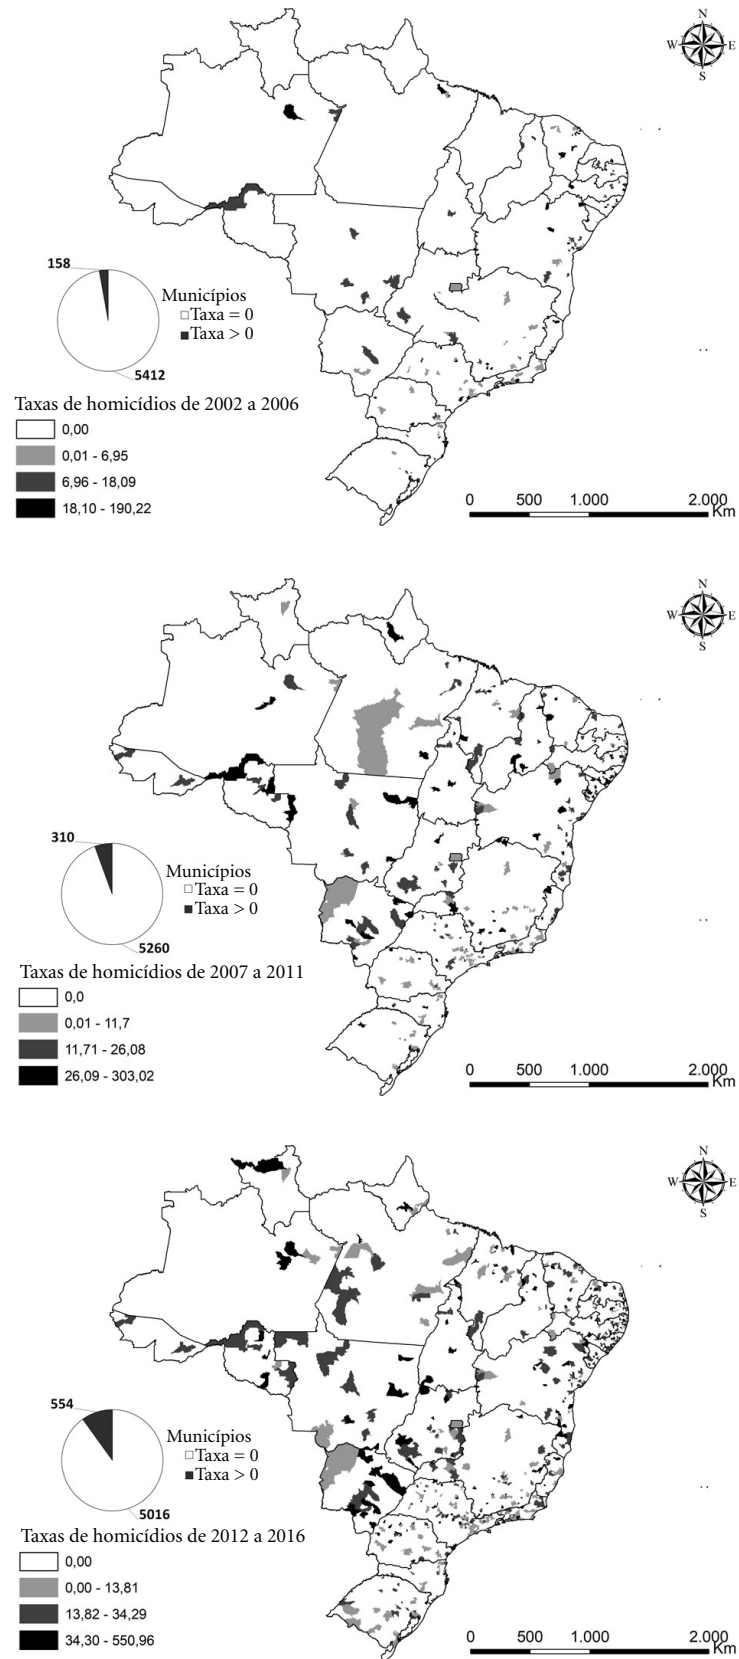 N
W E
S
158
Municípios
Taxa = 0
Taxa > 0
5412
Taxas de homicídios de 2002 a 2006
0,00
0,01 - 6,95
6,96 - 18,09
18,10 - 190,22
0 500 1.000 2.000
Km
N
W E
S
310
Municípios
Taxa = 0
Taxa > 0
5260
Taxas de homicídios de 2007 a 2011
0,0
0,01 - 11,7
11,71 - 26,08
26,09 - 303,02
0 500 1.000 2.000
Km
N
W E
S
554
Municípios
Taxa = 0
Taxa > 0
5016
Taxas de homicídios de 2012 a 2016
0,00
0,00 - 13,81
13,82 - 34,29
34,30 - 550,96
0 500 1.000 2.000
Km